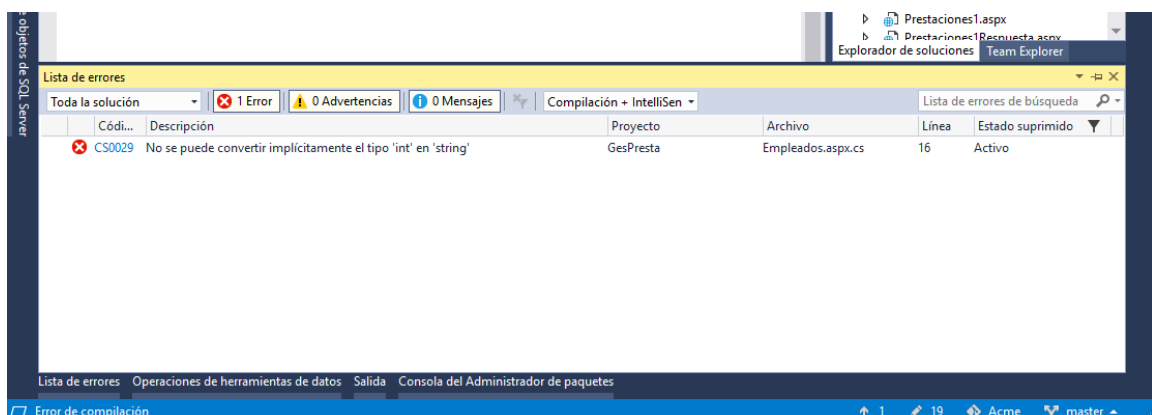 e objetos de SQL Server
Prestaciones1.aspx
Prestaciones1Respuesta.aspx
Explorador de soluciones Team Explorer
Lista de errores
Toda la solución 1 Error 0 Advertencias 0 Mensajes Compilación + IntelliSen Lista de errores de búsqueda
Códi... Descripción Proyecto Archivo Línea Estado suprimido
CS0029 No se puede convertir implícitamente el tipo 'int' en 'string' GesPresta Empleados.aspx.cs 16 Activo
Lista de errores Operaciones de herramientas de datos Salida Consola del Administrador de paquetes
Error de compilación 1 19 Acme master